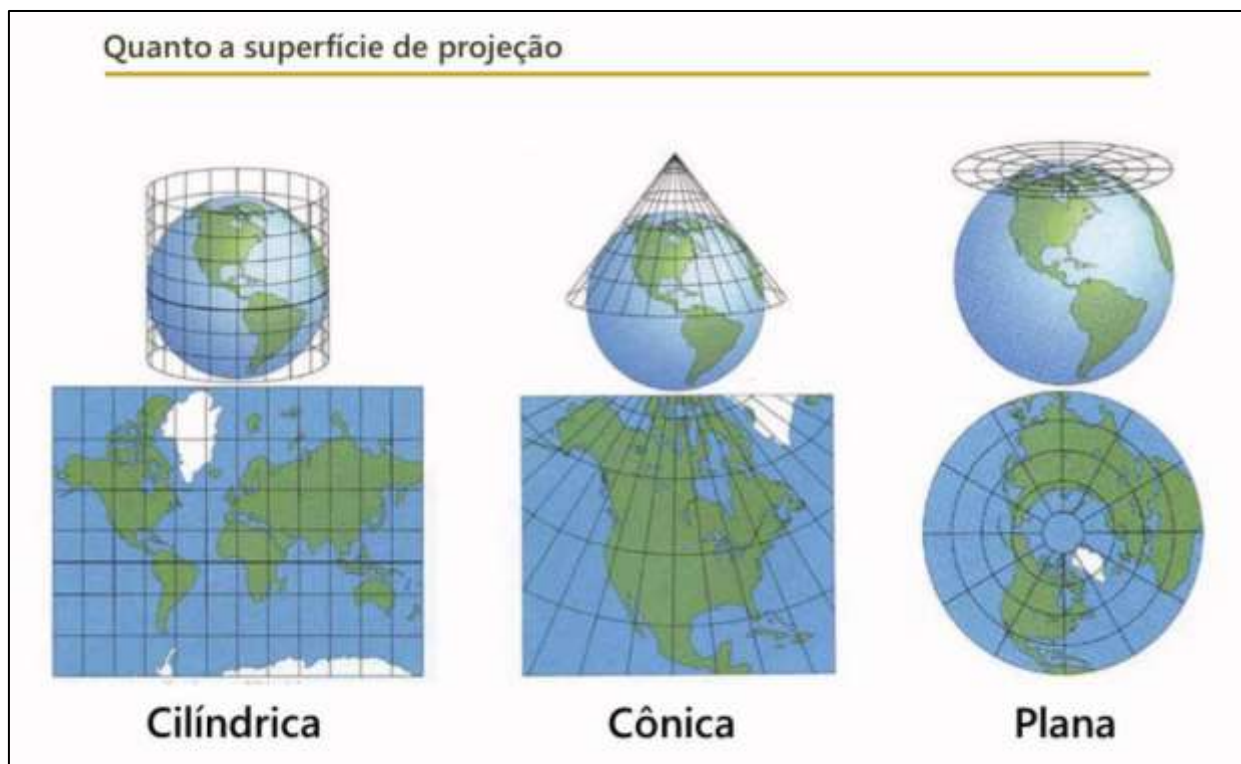 Quanto a superfície de projeção
Cilíndrica
Cônica
Plana